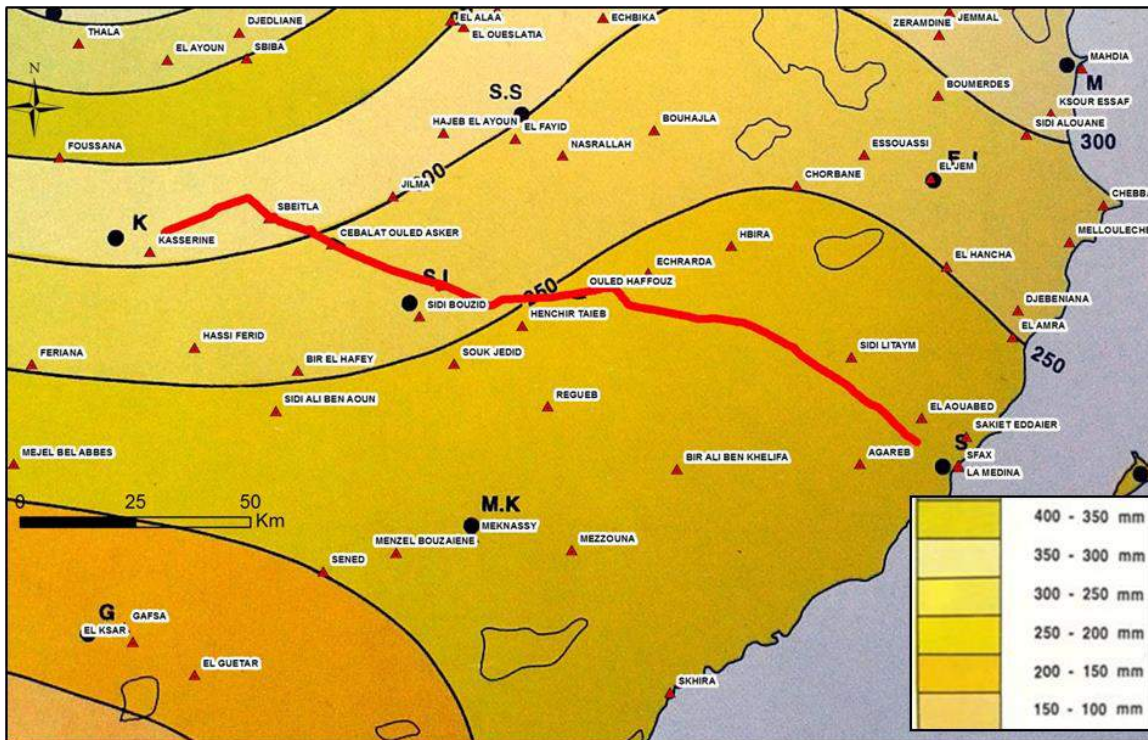 THALA
DJEDLIANE
EL AYOUN
SBIBA
EL ALAA
EL OUESLATIA
ECHBIKA
ZERAMDINE
JEMMAL
MAHDIA
M
N
S.S
BOUMERDES
KSOUR ESSAF
SIDI ALOUANE
300
FOUSSANA
HAJEB EL AYOUN
EL FAYID
NASRALLAH
BOUHAJLA
ESSOUASSI
EL JEM
CHORBANE
CHEBBA
JILMA
K
KASSERINE
SBEITLA
CEBALAT OULED ASKER
HBIRA
MELLOULECHE
EL HANCHA
ECHRARDA
OULED HAFFOUZ
250
SIDI BOUZID
HENCHIR TAIEB
DJEBENIANA
EL AMRA
250
FERIANA
HASSI FERID
BIR EL HAFEY
SOUK JEDID
SIDI LITAYM
SIDI ALI BEN AOUN
REGUEB
EL AOUABED
SAKIET EDDAIER
MEJEL BEL ABBES
BIR ALI BEN KHELIFA
AGAREB
S
SFAX
LA MEDINA
0 25 50
Km
M.K
MEKNASSY
MENZEL BOUZAIENE
MEZZOUNA
SENED
G
GAFSA
EL KSAR
EL GUETAR
SKHIRA
400 - 350 mm
350 - 300 mm
300 - 250 mm
250 - 200 mm
200 - 150 mm
150 - 100 mm